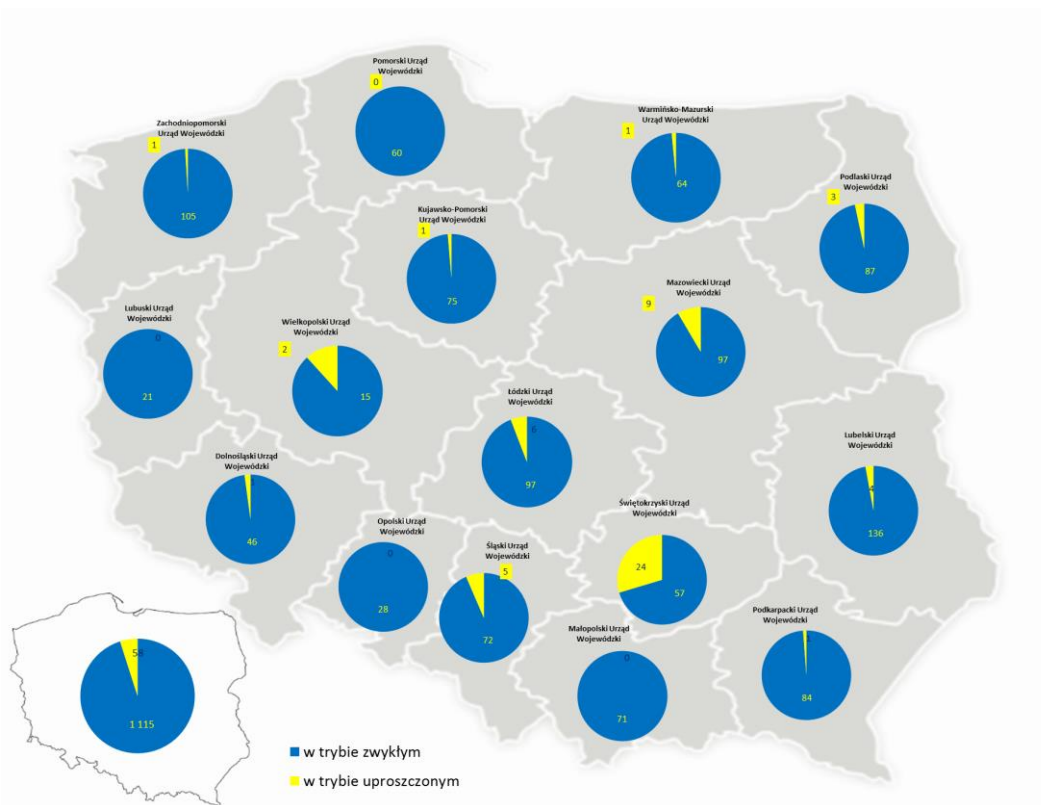 Pomorski Urząd
Wojewódzki
0
60
Zachodniopomorski
Urząd Wojewódzki
1
105
Warmińsko-Mazurski
Urząd Wojewódzki
1
64
Podlaski Urząd
Wojewódzki
3
87
Kujawsko-Pomorski
Urząd Wojewódzki
1
75
Mazowiecki Urząd
Wojewódzki
9
97
Lubuski Urząd
Wojewódzki
0
21
Wielkopolski Urząd
Wojewódzki
2
15
Łódzki Urząd
Wojewódzki
6
97
Lubelski Urząd
Wojewódzki
4
136
Dolnośląski Urząd
Wojewódzki
46
Opolski Urząd
Wojewódzki
0
28
Śląski Urząd
Wojewódzki
5
72
Świętokrzyski Urząd
Wojewódzki
24
57
Małopolski Urząd
Wojewódzki
0
71
Podkarpacki Urząd
Wojewódzki
84
58
1 115
w trybie zwykłym
w trybie uproszczonym